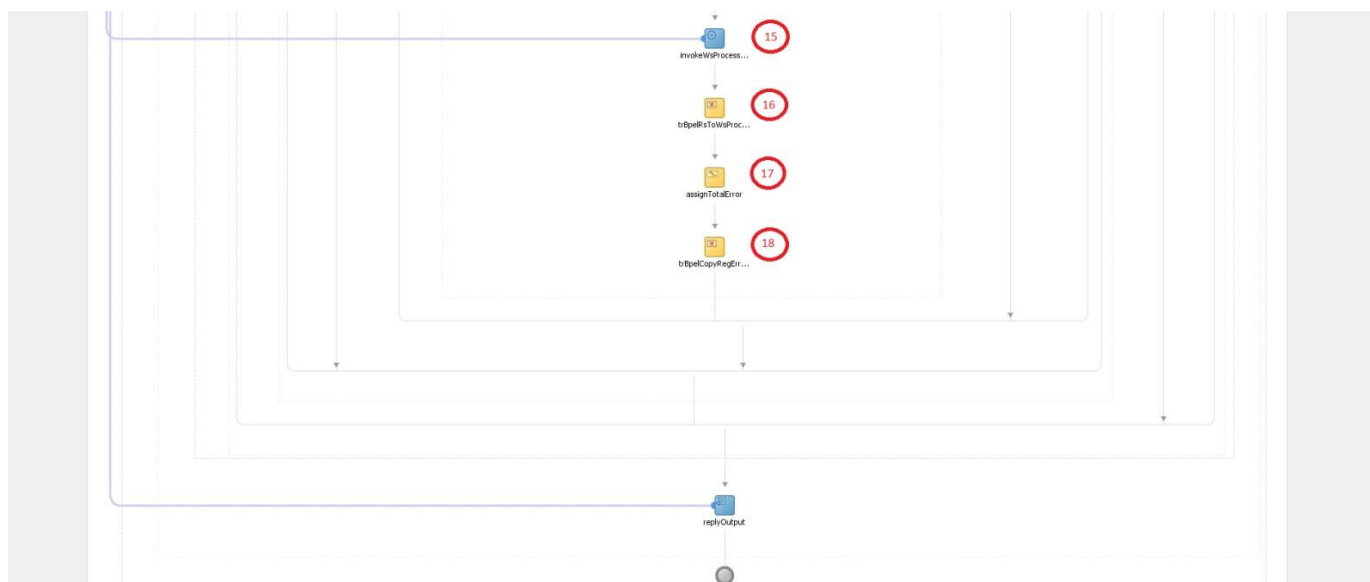 15
invokeWsProcess...
16
trBpelRsToWsProc...
17
assignTotalError
18
trBpelCopyRegErr...
replyOutput